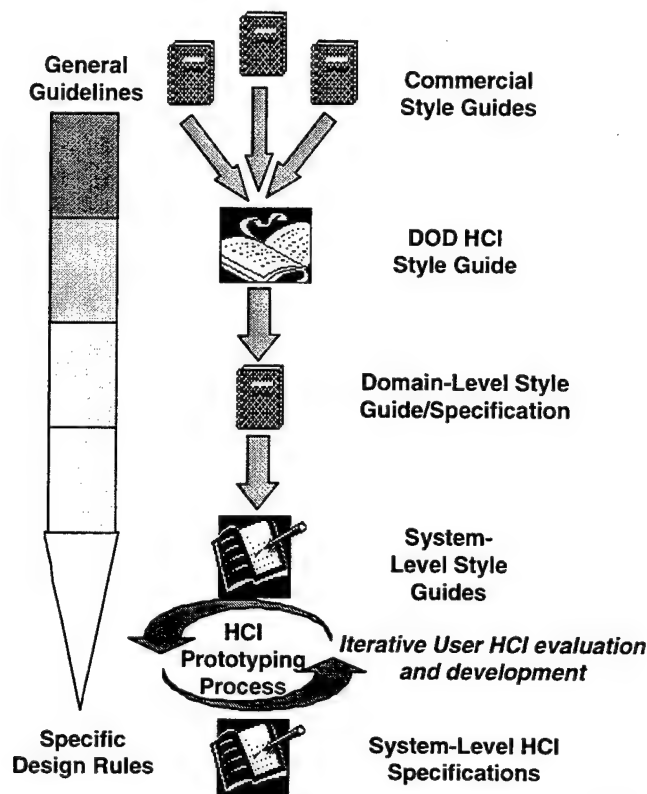 General
Guidelines
Commercial
Style Guides
DOD HCI
Style Guide
Domain-Level Style
Guide/Specification
System-
Level Style
Guides
HCI
Prototyping
Process
Iterative User HCI evaluation
and development
Specific
Design Rules
System-Level HCI
Specifications